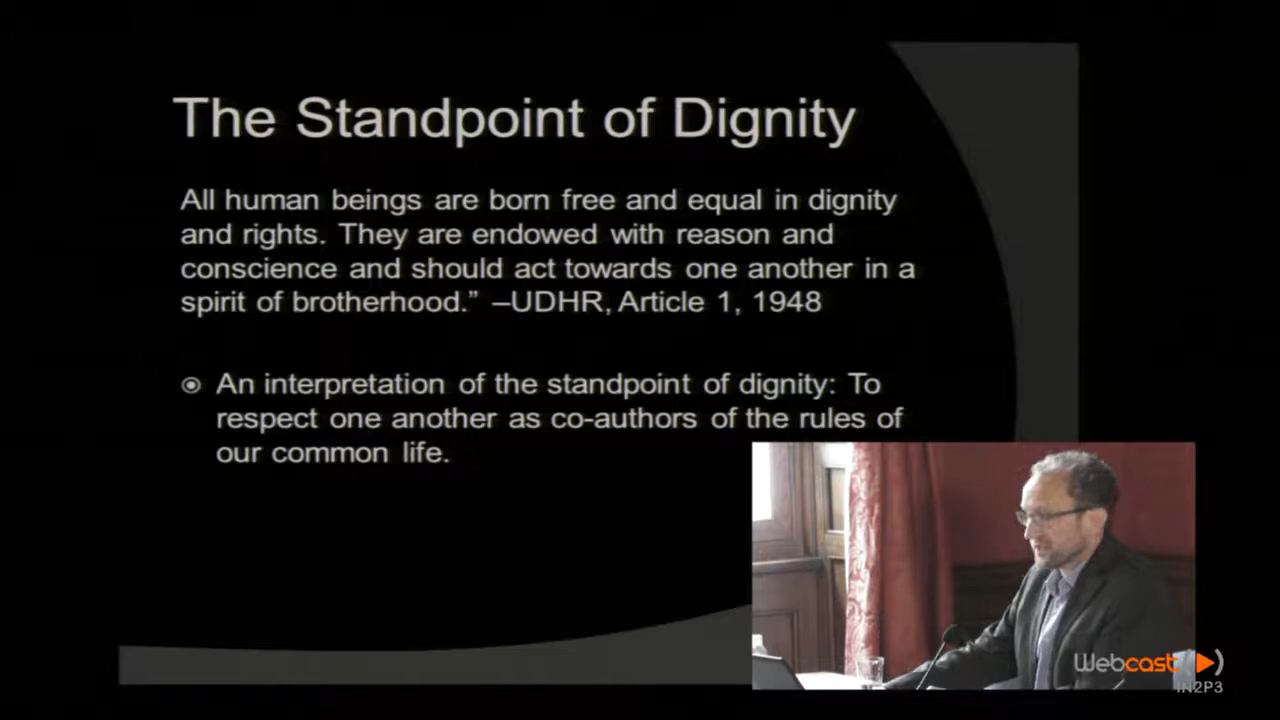 The Standpoint of Dignity
All human beings are born free and equal in dignity
and rights. They are endowed with reason and
conscience and should act towards one another in a
spirit of brotherhood.” –UDHR, Article 1, 1948
An interpretation of the standpoint of dignity: To
respect one another as co-authors of the rules of
our common life.
Webcast
IN2P3